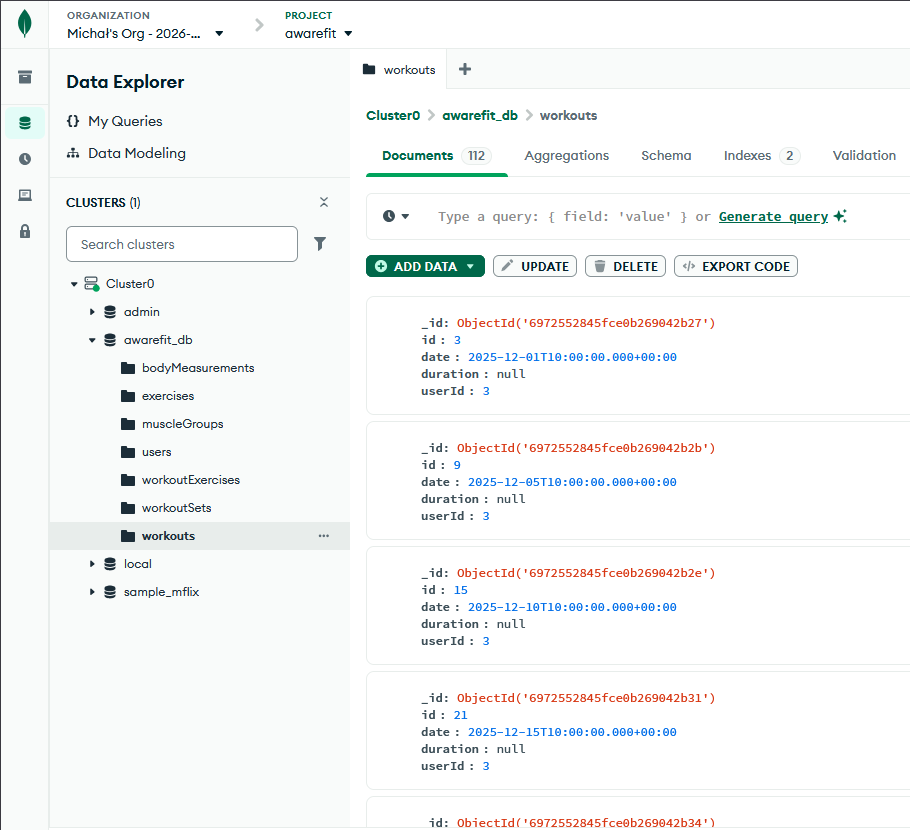 ORGANIZATION
Michał's Org - 2026-...
PROJECT
awarefit
Data Explorer
My Queries
Data Modeling
CLUSTERS (1)
Search clusters
Cluster0
admin
awarefit_db
bodyMeasurements
exercises
muscleGroups
users
workoutExercises
workoutSets
workouts
local
sample_mflix
workouts
Cluster0 > awarefit_db > workouts
Documents 112 Aggregations Schema Indexes 2 Validation
Type a query: { field: 'value' } or Generate query
ADD DATA UPDATE DELETE EXPORT CODE
_id: ObjectId('6972552845fce0b269042b27')
id : 3
date : 2025-12-01T10:00:00.000+00:00
duration : null
userId : 3
_id: ObjectId('6972552845fce0b269042b2b')
id : 9
date : 2025-12-05T10:00:00.000+00:00
duration : null
userId : 3
_id: ObjectId('6972552845fce0b269042b2e')
id : 15
date : 2025-12-10T10:00:00.000+00:00
duration : null
userId : 3
_id: ObjectId('6972552845fce0b269042b31')
id : 21
date : 2025-12-15T10:00:00.000+00:00
duration : null
userId : 3
_id: ObjectId('6972552845fce0b269042b34')